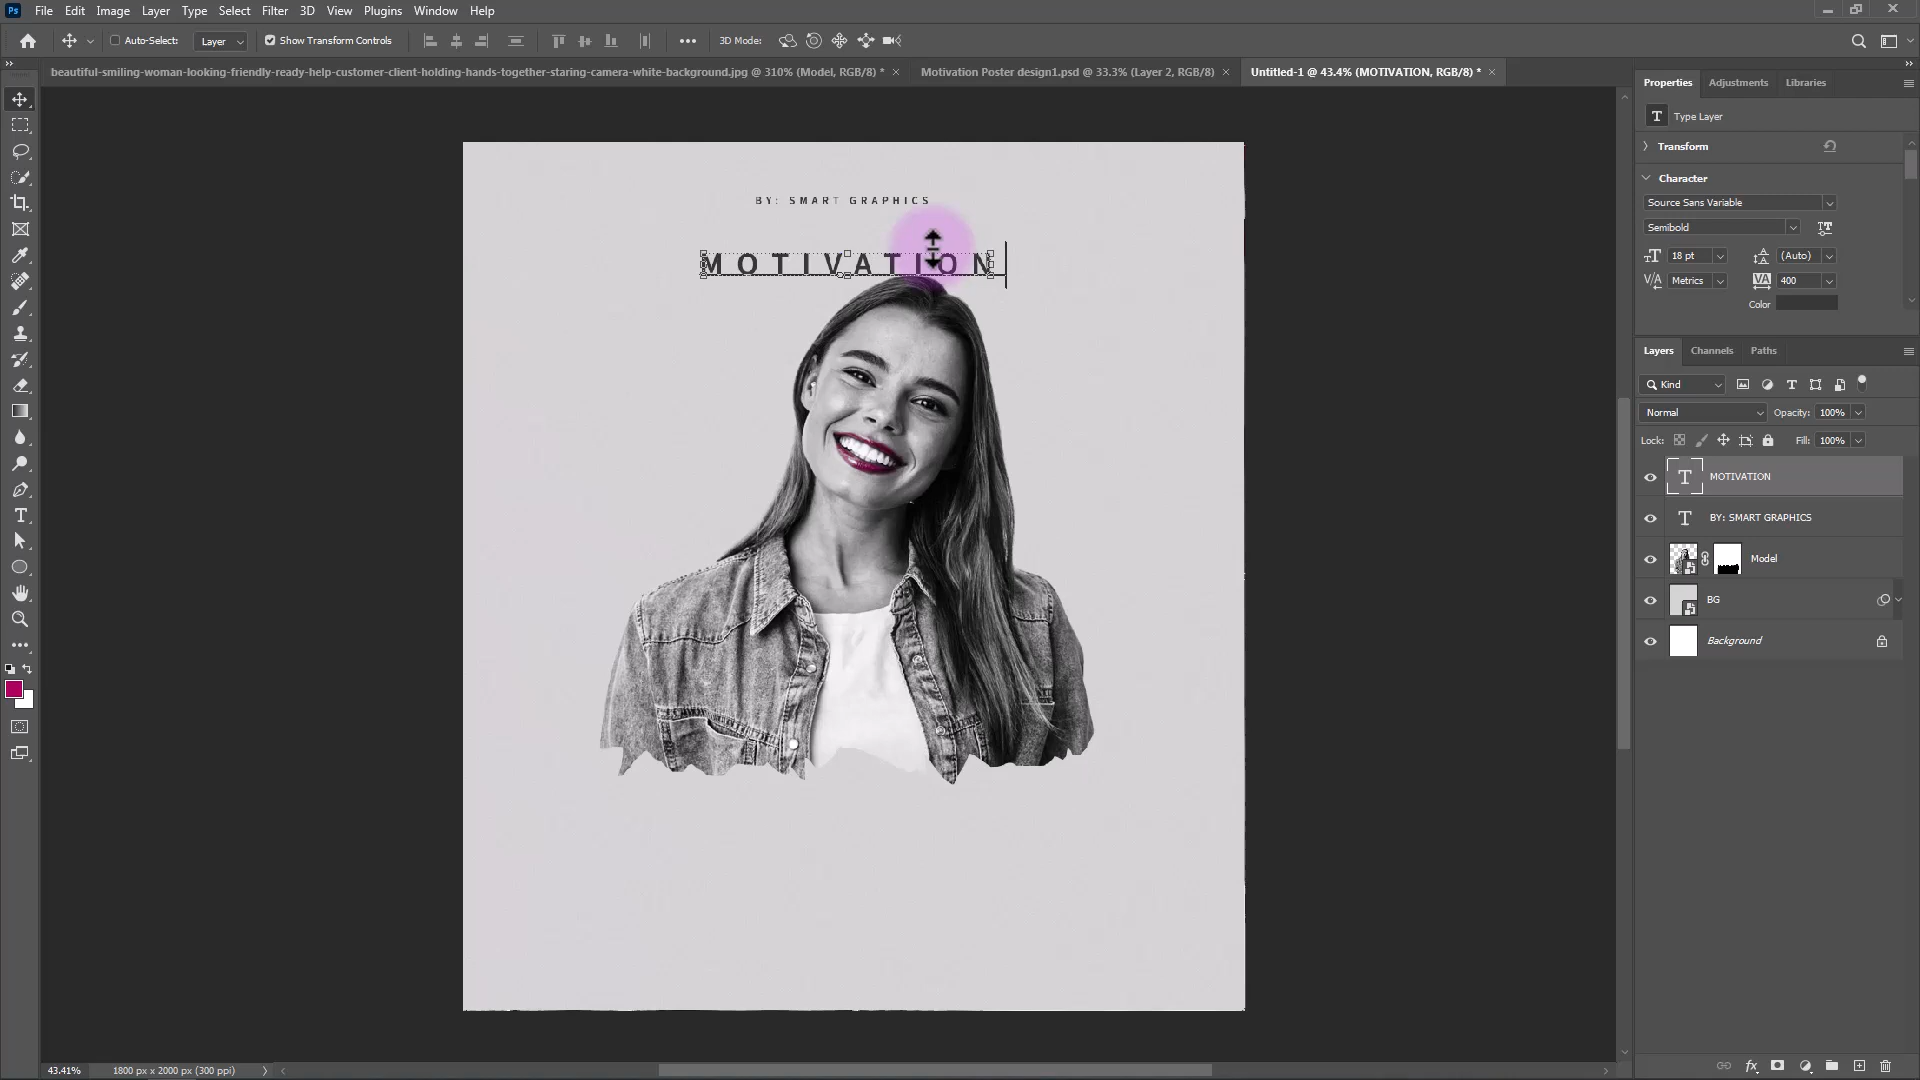 Ps File Edit Image Layer Type Select Filter 3D View Plugins Window Help
Auto-Select: Layer Show Transform Controls 3D Mode:
beautiful-smiling-woman-looking-friendly-ready-help-customer-client-holding-hands-together-staring-camera-white-background.jpg @ 310% (Model, RGB/8) * × Motivation Poster design1.psd @ 33.3% (Layer 2, RGB/8) × Untitled-1 @ 43.4% (MOTIVATION, RGB/8) * ×
BY: SMART GRAPHICS
MOTIVATION
Properties Adjustments Libraries
T Type Layer
Transform
Character
Source Sans Variable
Semibold
18 pt (Auto)
Metrics 400
Color
Layers Channels Paths
Kind
Normal Opacity: 100%
Lock: Fill: 100%
T MOTIVATION
T BY: SMART GRAPHICS
Model
BG
Background
43.41% 1800 px x 2000 px (300 ppi)